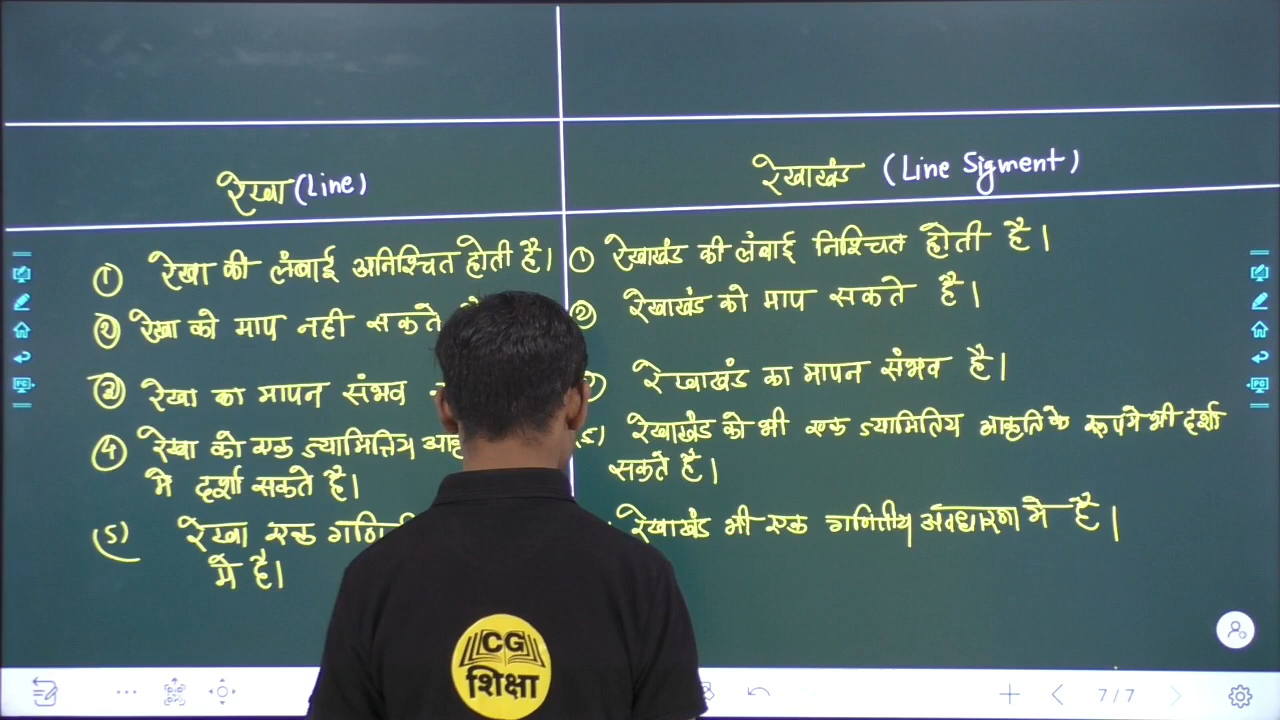 रेखा (Line)
① रेखा की लंबाई अनिश्चित होती है।
② रेखा को माप नही सकते
③ रेखा का मापन संभव
④ रेखा को एक ज्यामितिय
मे दर्शा सकते है।
(5) रेखा एक
मे है।
रेखाखंड (Line Sigment)
① रेखाखंड की लंबाई निश्चित होती है।
② रेखाखंड को माप सकते है।
रेखाखंड का मापन संभव है।
रेखाखंड को भी एक ज्यामितिय आकृति के रूप मे भी दर्शा
सकते है।
रेखाखंड भी एक गणितीय अवधारणा मे है।
CG
शिक्षा
7/7